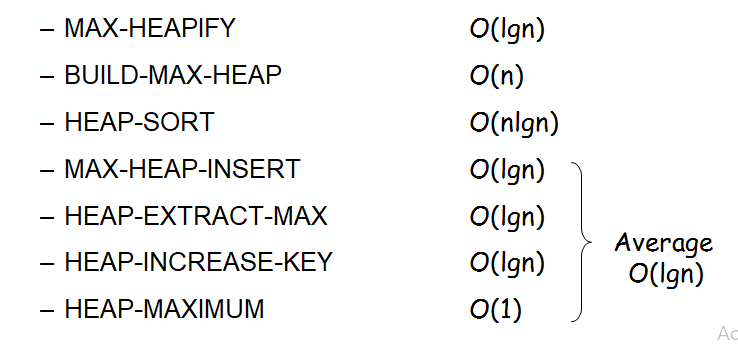 – MAX-HEAPIFY O(lgn)
– BUILD-MAX-HEAP O(n)
– HEAP-SORT O(nlgn)
– MAX-HEAP-INSERT O(lgn)
– HEAP-EXTRACT-MAX O(lgn)
– HEAP-INCREASE-KEY O(lgn)
– HEAP-MAXIMUM O(1)
Average
O(lgn)
Ac